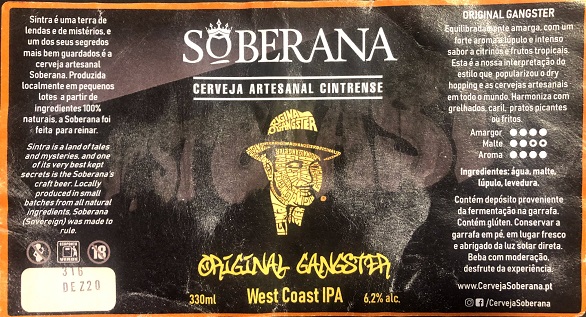 Sintra é uma terra de
lendas e de mistérios, e
um dos seus segredos
mais bem guardados é a
cerveja artesanal
Soberana. Produzida
localmente em pequenos
lotes a partir de
ingredientes 100%
naturais, a Soberana foi
feita para reinar.
Sintra is a land of tales
and mysteries, and one
of its very best kept
secrets is the Soberana's
craft beer. Locally
produced in small
batches from all natural
ingredients, Soberana
(Sovereign) was made to
rule.
18
316
DEZ20
SOBERANA
CERVEJA ARTESANAL CINTRENSE
ORIGINAL GANGSTER
330ml West Coast IPA 6,2% alc.
ORIGINAL GANGSTER
Equilibradamente amarga, com um
forte aroma a lúpulo e intenso
sabor a citrinos e frutos tropicais.
Esta é a nossa interpretação do
estilo que popularizou o dry
hopping e as cervejas artesanais
em todo o mundo. Harmoniza com
grelhados, caril, pratos picantes
ou fritos.
Amargor
Malte
Aroma
Ingredientes: água, malte,
lúpulo, levedura.
Contém depósito proveniente
da fermentação na garrafa.
Contém glúten. Conservar a
garrafa em pé, em lugar fresco
e abrigado da luz solar direta.
Beba com moderação,
desfrute da experiência.
www.CervejaSoberana.pt
/CervejaSoberana